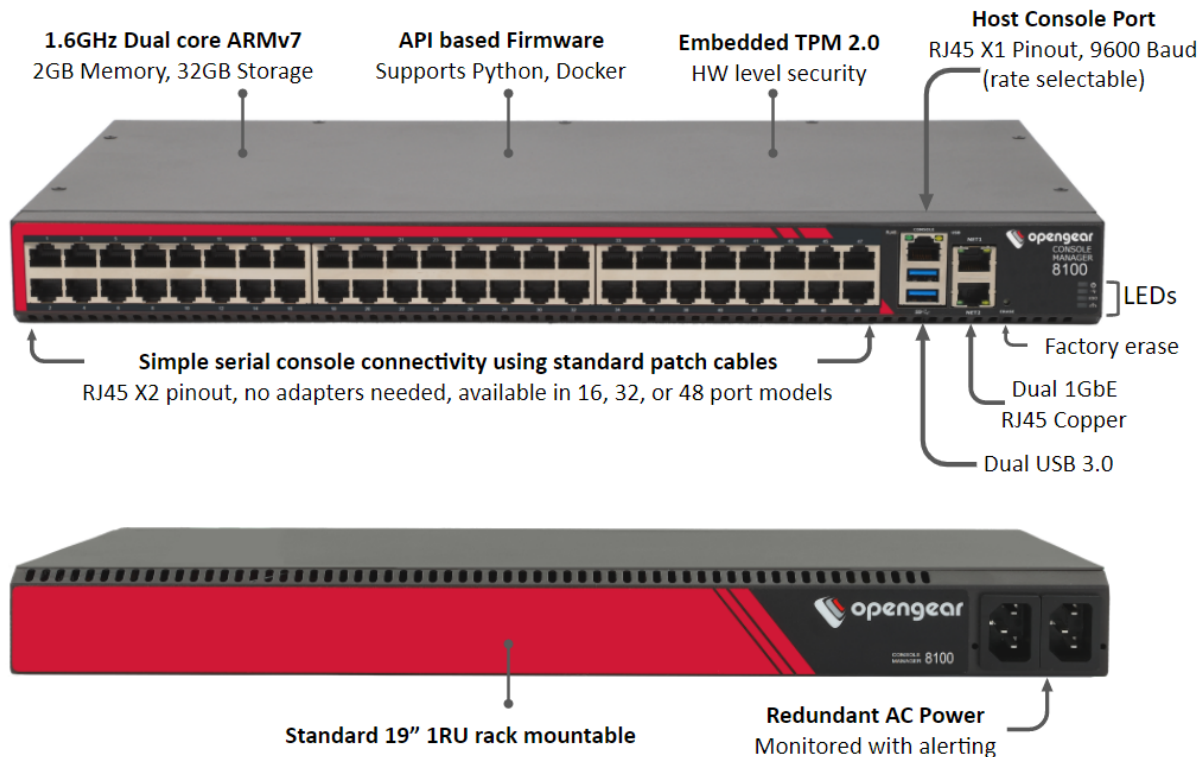 1.6GHz Dual core ARMv7
2GB Memory, 32GB Storage
API based Firmware
Supports Python, Docker
Embedded TPM 2.0
HW level security
Host Console Port
RJ45 X1 Pinout, 9600 Baud
(rate selectable)
CONSOLE
NET1
opengear
CONSOLE
MANAGER
8100
NET2
ERASE
LEDs
Simple serial console connectivity using standard patch cables
RJ45 X2 pinout, no adapters needed, available in 16, 32, or 48 port models
Factory erase
Dual 1GbE
RJ45 Copper
Dual USB 3.0
opengear
CONSOLE
MANAGER 8100
Standard 19” 1RU rack mountable
Redundant AC Power
Monitored with alerting